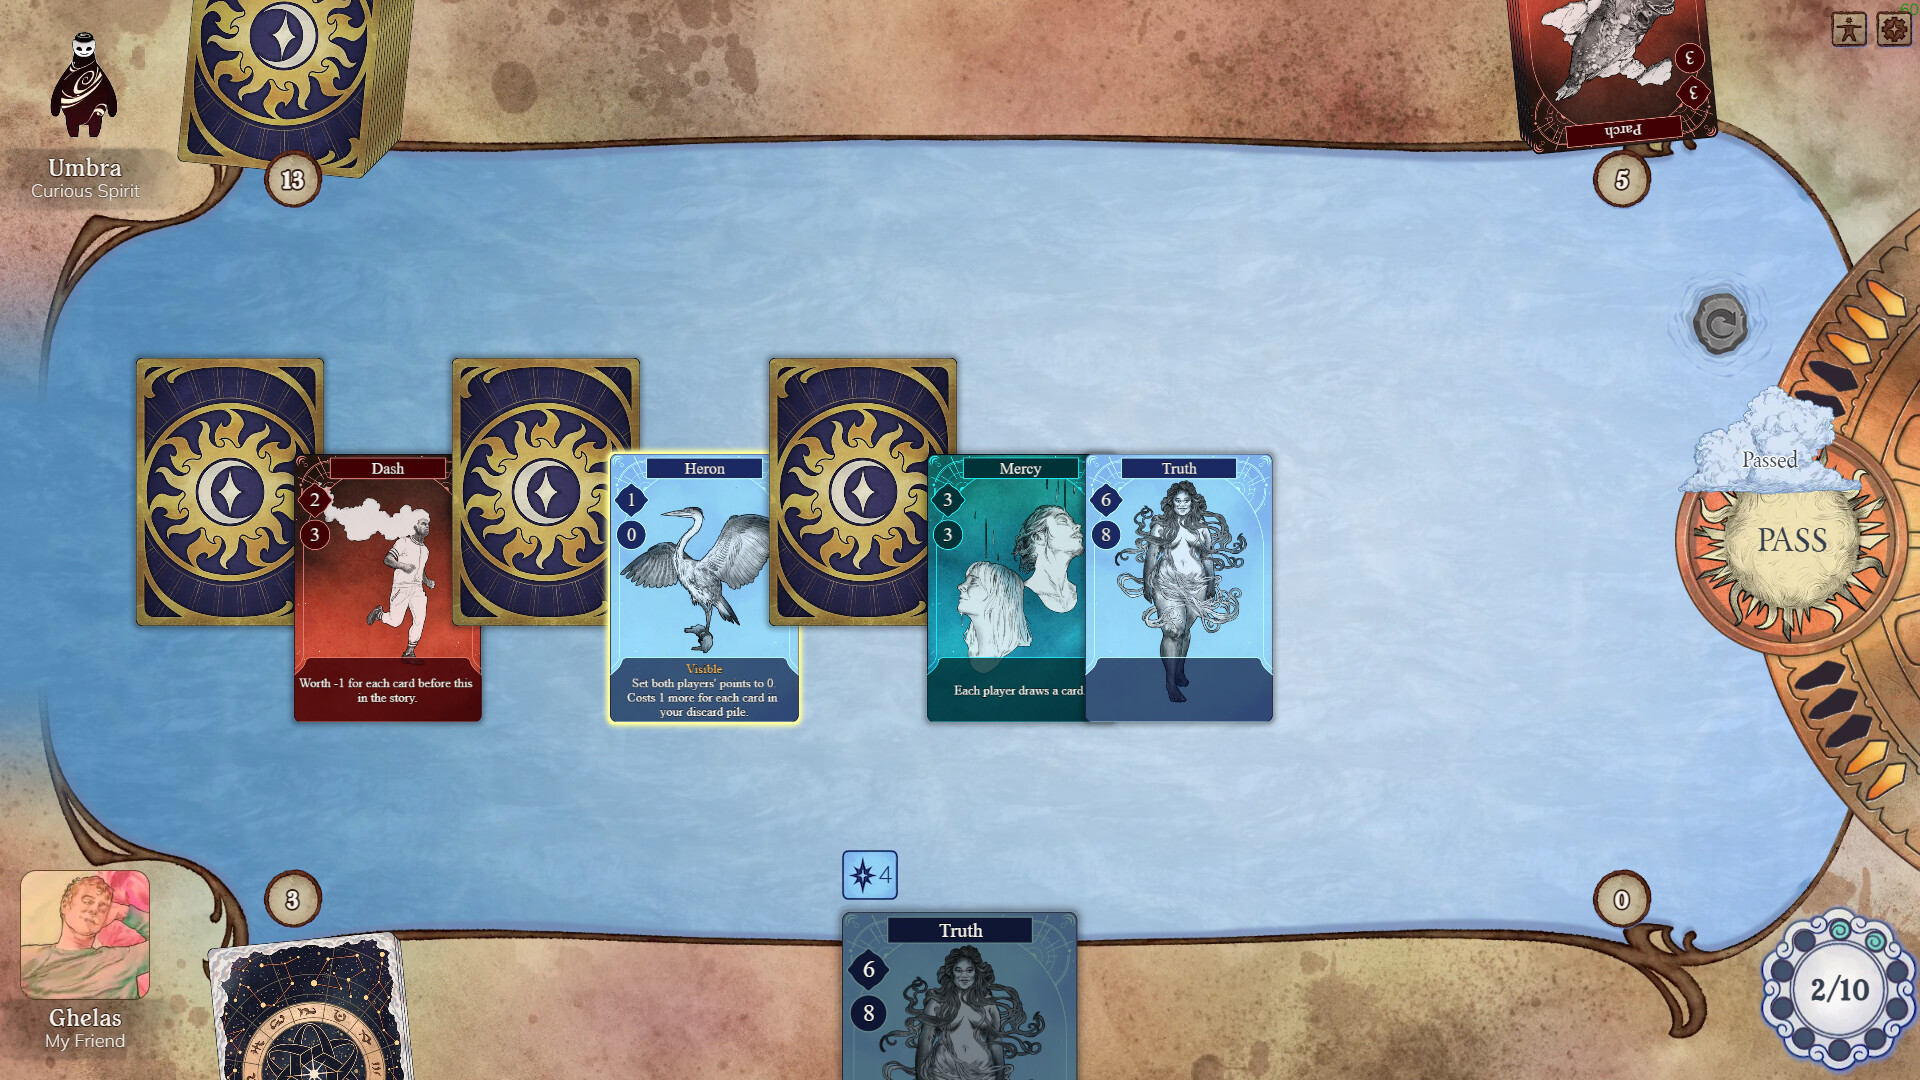 60
Umbra
Curious Spirit
13
3
3
Parch
5
Dash
2
3
Worth -1 for each card before this
in the story.
Heron
1
0
Visible
Set both players' points to 0.
Costs 1 more for each card in
your discard pile.
Mercy
3
3
Each player draws a card
Truth
6
8
Passed
PASS
4
3
0
Truth
6
8
2/10
Ghelas
My Friend